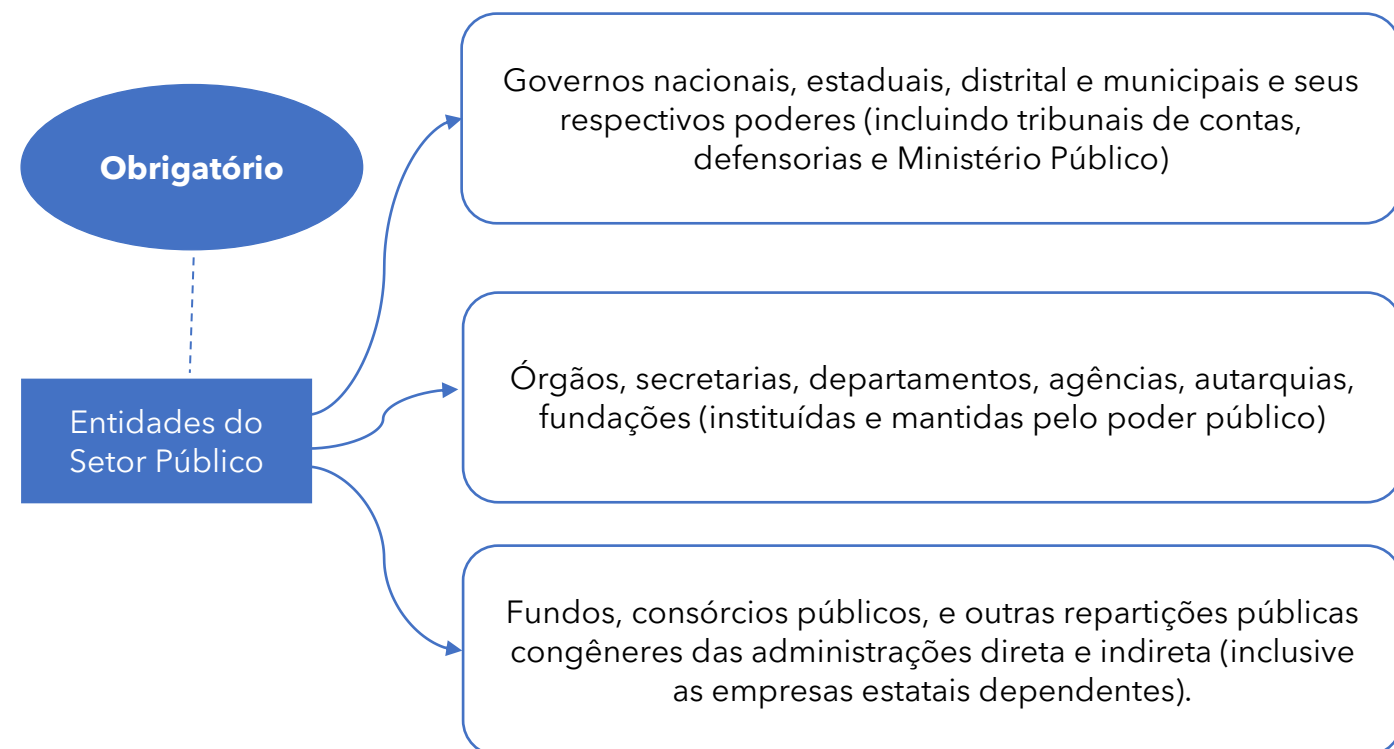 Obrigatório
Entidades do
Setor Público
Governos nacionais, estaduais, distrital e municipais e seus
respectivos poderes (incluindo tribunais de contas,
defensorias e Ministério Público)
Órgãos, secretarias, departamentos, agências, autarquias,
fundações (instituídas e mantidas pelo poder público)
Fundos, consórcios públicos, e outras repartições públicas
congêneres das administrações direta e indireta (inclusive
as empresas estatais dependentes).